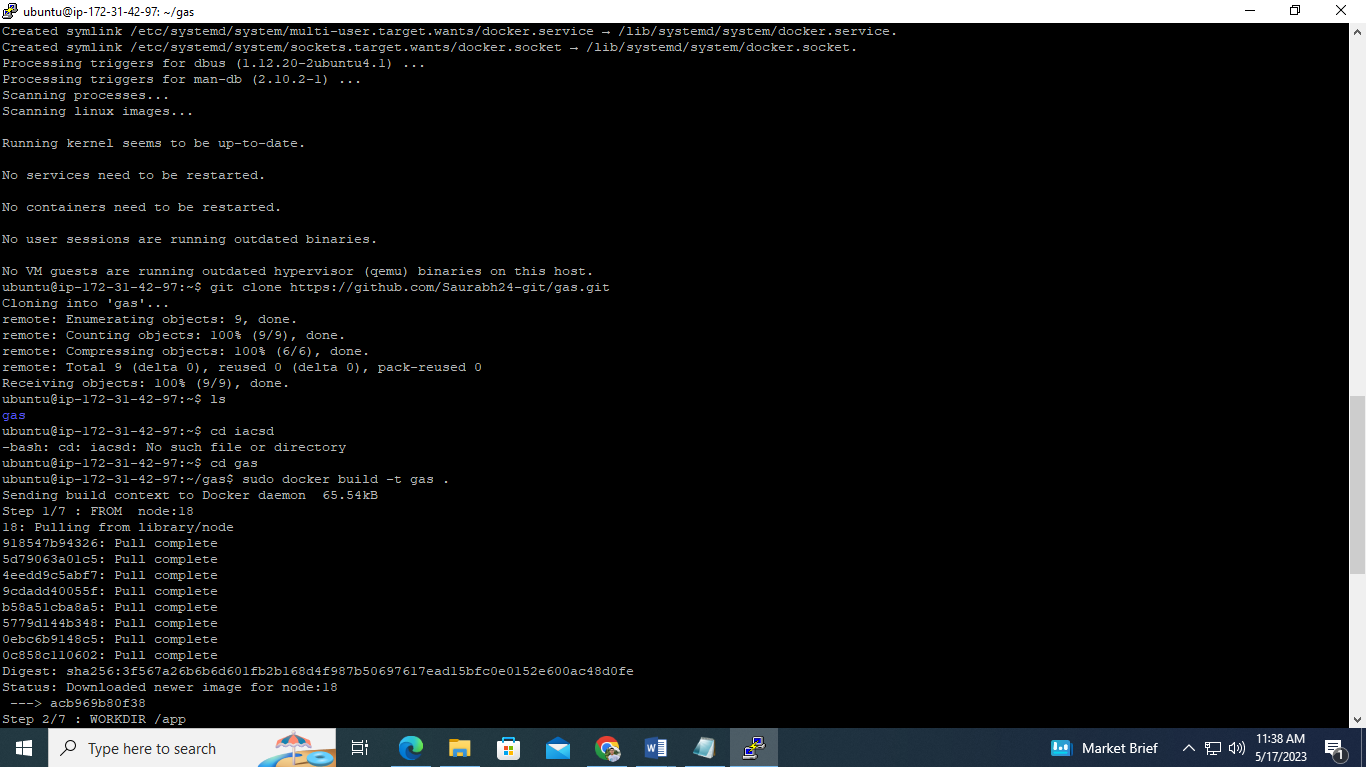 ubuntu@ip-172-31-42-97: ~/gas
Created symlink /etc/systemd/system/multi-user.target.wants/docker.service → /lib/systemd/system/docker.service.
Created symlink /etc/systemd/system/sockets.target.wants/docker.socket → /lib/systemd/system/docker.socket.
Processing triggers for dbus (1.12.20-2ubuntu4.1) ...
Processing triggers for man-db (2.10.2-1) ...
Scanning processes...
Scanning linux images...
Running kernel seems to be up-to-date.
No services need to be restarted.
No containers need to be restarted.
No user sessions are running outdated binaries.
No VM guests are running outdated hypervisor (qemu) binaries on this host.
ubuntu@ip-172-31-42-97:~$ git clone https://github.com/Saurabh24-git/gas.git
Cloning into 'gas'...
remote: Enumerating objects: 9, done.
remote: Counting objects: 100% (9/9), done.
remote: Compressing objects: 100% (6/6), done.
remote: Total 9 (delta 0), reused 0 (delta 0), pack-reused 0
Receiving objects: 100% (9/9), done.
ubuntu@ip-172-31-42-97:~$ ls
gas
ubuntu@ip-172-31-42-97:~$ cd iacsd
-bash: cd: iacsd: No such file or directory
ubuntu@ip-172-31-42-97:~$ cd gas
ubuntu@ip-172-31-42-97:~/gas$ sudo docker build -t gas .
Sending build context to Docker daemon  65.54kB
Step 1/7 : FROM  node:18
18: Pulling from library/node
918547b94326: Pull complete
5d79063a01c5: Pull complete
4eedd9c5abf7: Pull complete
9cdadd40055f: Pull complete
b58a51cba8a5: Pull complete
5779d144b348: Pull complete
0ebc6b9148c5: Pull complete
0c858c110602: Pull complete
Digest: sha256:3f567a26b6b6d601fb2b168d4f987b50697617ead15bfc0e0152e600ac48d0fe
Status: Downloaded newer image for node:18
 ---> acb969b80f38
Step 2/7 : WORKDIR /app
Type here to search
Market Brief
11:38 AM
5/17/2023
1